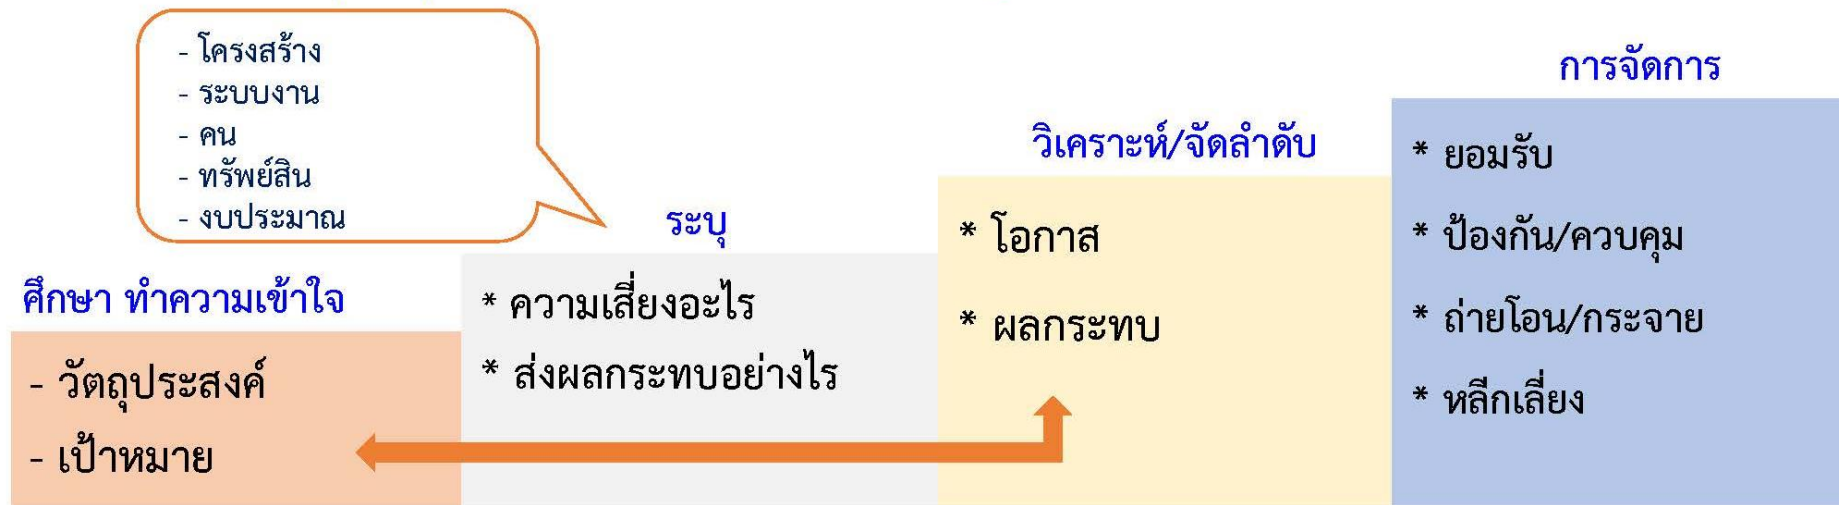 - โครงสร้าง
- ระบบงาน
- คน
- ทรัพย์สิน
- งบประมาณ
ศึกษา ทำความเข้าใจ
- วัตถุประสงค์
- เป้าหมาย
ระบุ
* ความเสี่ยงอะไร
* ส่งผลกระทบอย่างไร
วิเคราะห์/จัดลำดับ
* โอกาส
* ผลกระทบ
การจัดการ
* ยอมรับ
* ป้องกัน/ควบคุม
* ถ่ายโอน/กระจาย
* หลีกเลี่ยง